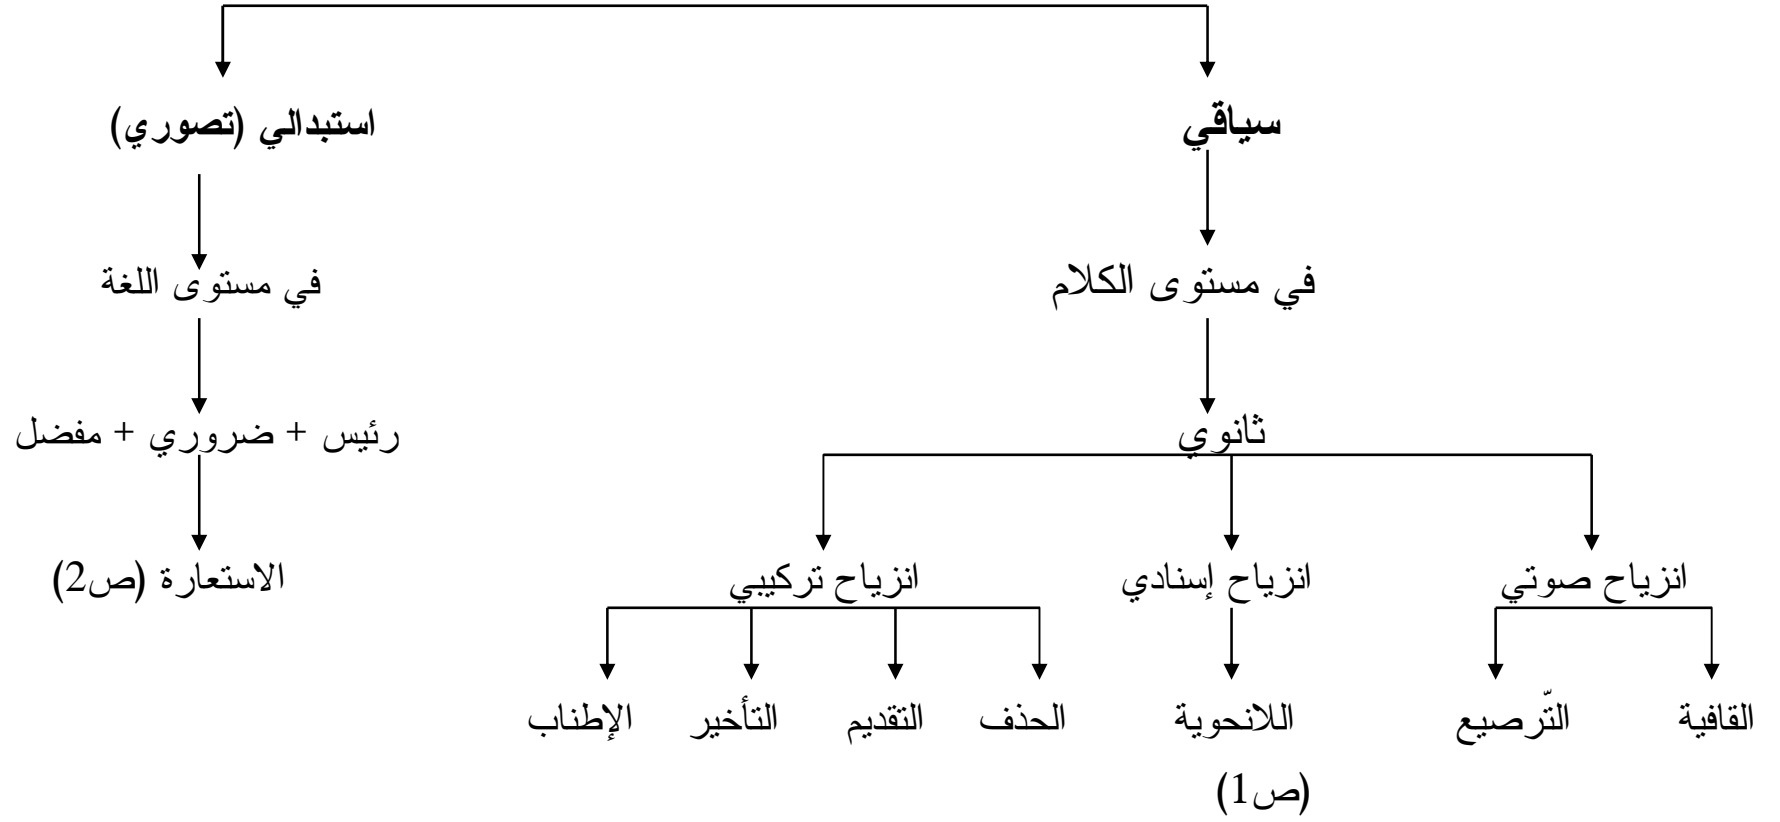 سياقي
استبدالي (تصوري)
في مستوى الكلام
في مستوى اللغة
ثانوي
رئيس + ضروري + مفضل
انزياح صوتي
انزياح إسنادي
انزياح تركيبي
الاستعارة (ص2)
القافية
التّرصيع
اللانحوية
الحذف
التقديم
التأخير
الإطناب
(ص1)